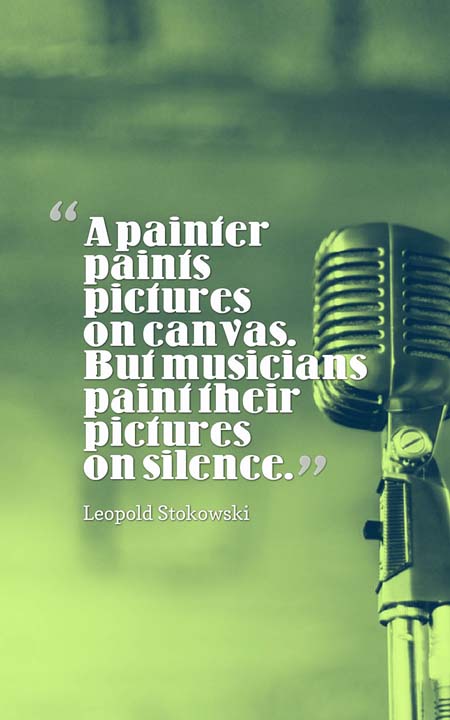 “A painter
paints
pictures
on canvas.
But musicians
paint their
pictures
on silence.”
Leopold Stokowski